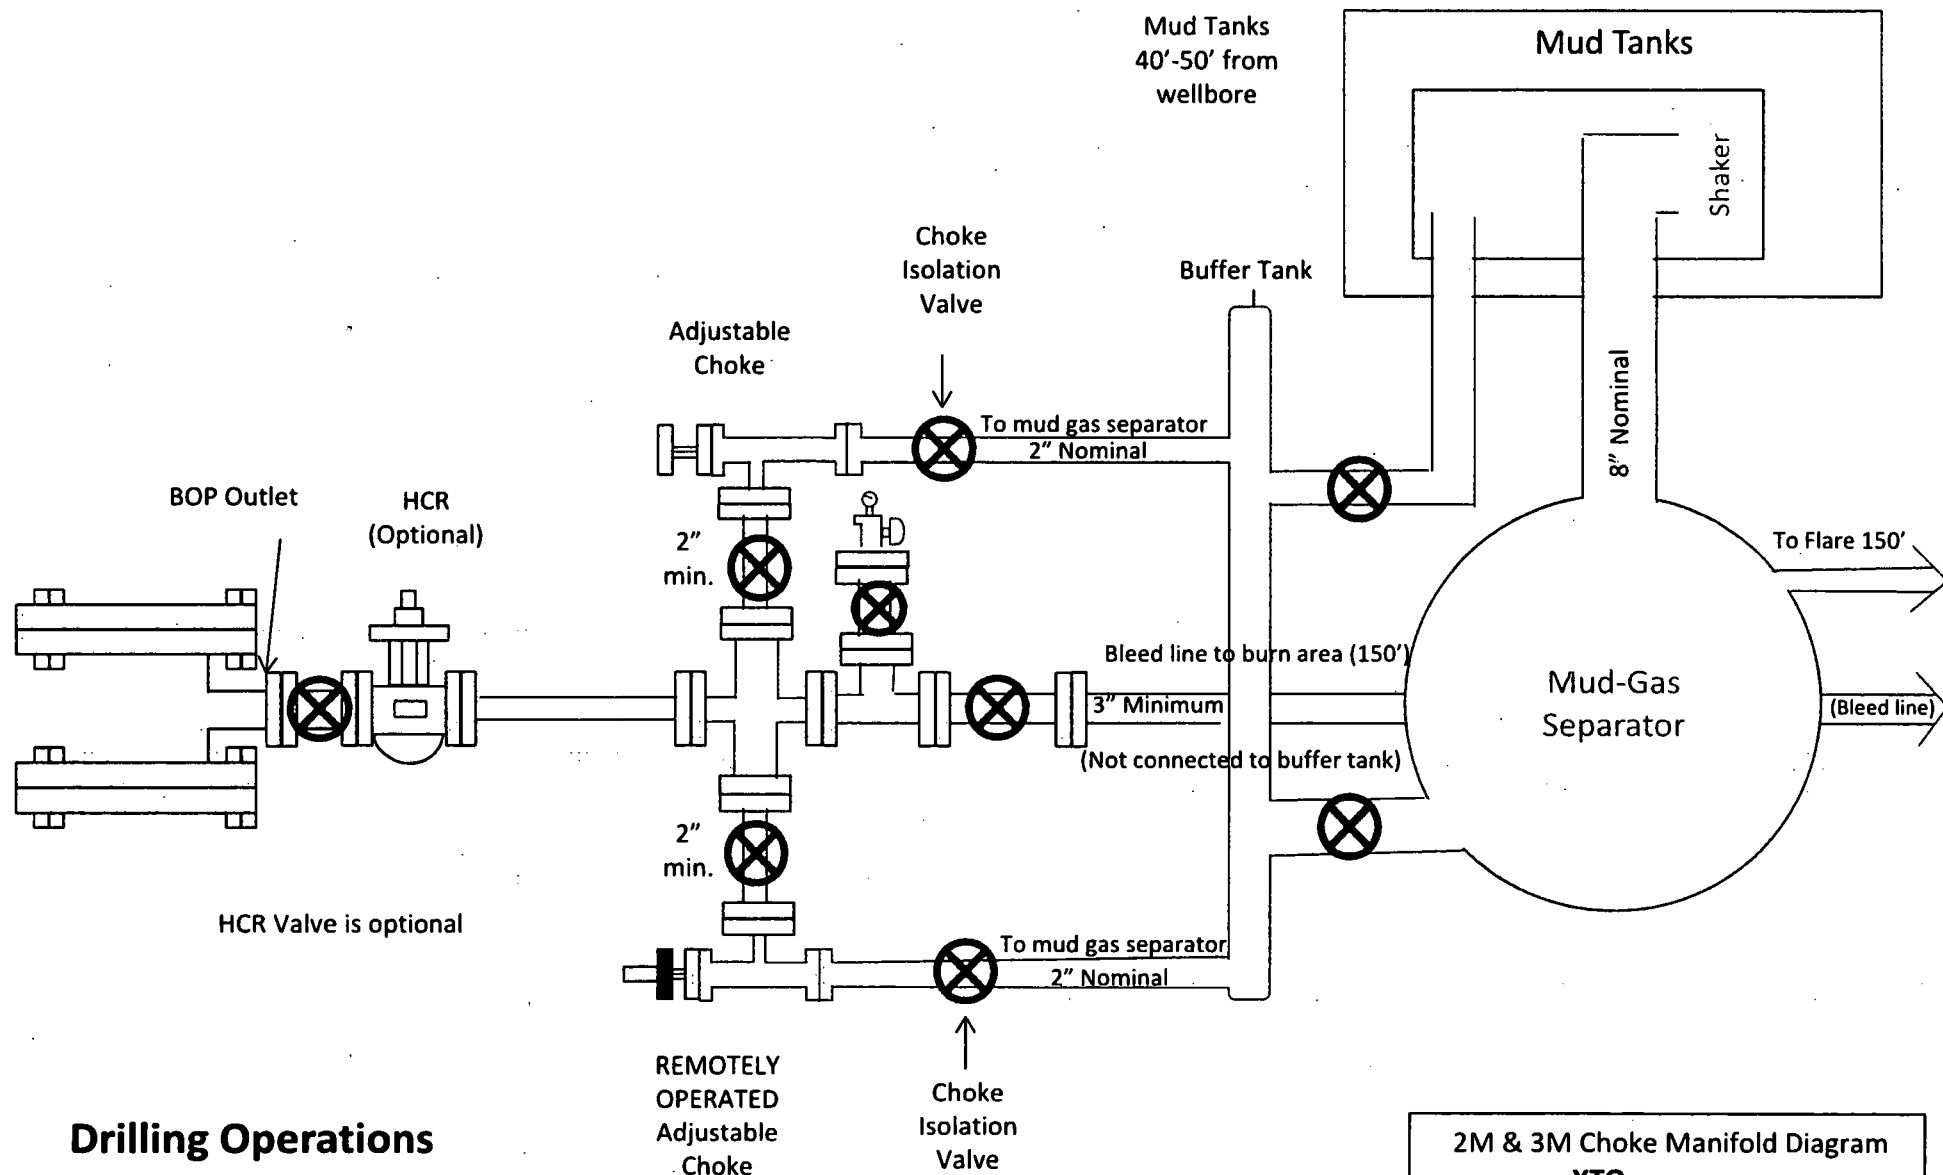 Mud Tanks
40'-50' from
wellbore
Mud Tanks
Shaker
Choke
Isolation
Valve
Buffer Tank
Adjustable
Choke
To mud gas separator
2" Nominal
8" Nominal
BOP Outlet
HCR
(Optional)
2"
min.
To Flare 150'
Bleed line to burn area (150')
3" Minimum
(Not connected to buffer tank)
Mud-Gas
Separator
(Bleed line)
2"
min.
HCR Valve is optional
To mud gas separator
2" Nominal
REMOTELY
OPERATED
Adjustable
Choke
Choke
Isolation
Valve
Drilling Operations
2M & 3M Choke Manifold Diagram
XTO